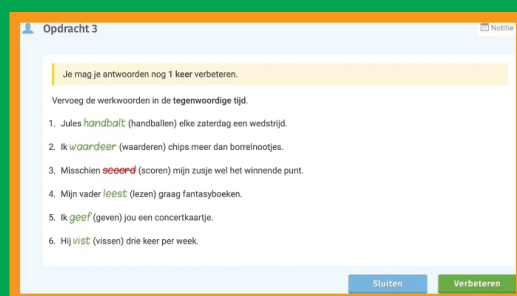 Opdracht 3
Notitie
Je mag je antwoorden nog 1 keer verbeteren.
Vervoeg de werkwoorden in de tegenwoordige tijd.
1. Jules handbalt (handballen) elke zaterdag een wedstrijd.
2. Ik waardeer (waarderen) chips meer dan borrelnootjes.
3. Misschien scoord (scoren) mijn zusje wel het winnende punt.
4. Mijn vader leest (lezen) graag fantasyboeken.
5. Ik geef (geven) jou een concertkaartje.
6. Hij vist (vissen) drie keer per week.
Sluiten
Verbeteren